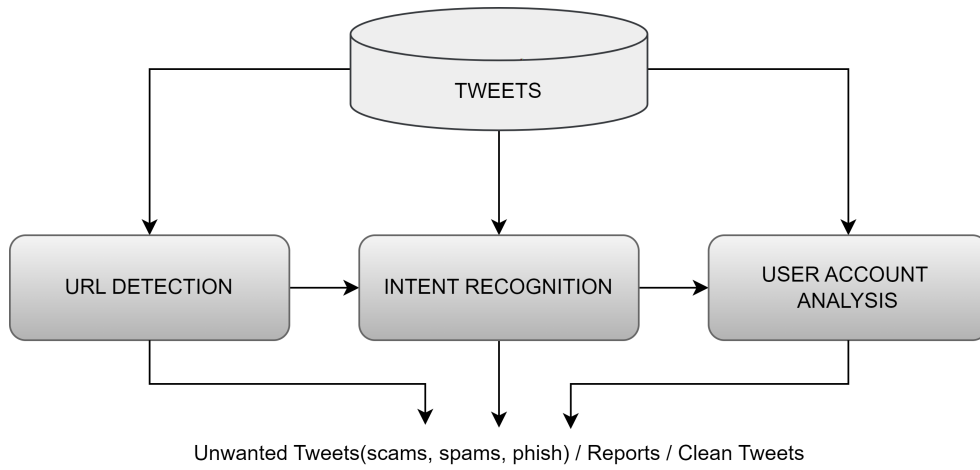 TWEETS
URL DETECTION
INTENT RECOGNITION
USER ACCOUNT
ANALYSIS
Unwanted Tweets(scams, spams, phish) / Reports / Clean Tweets